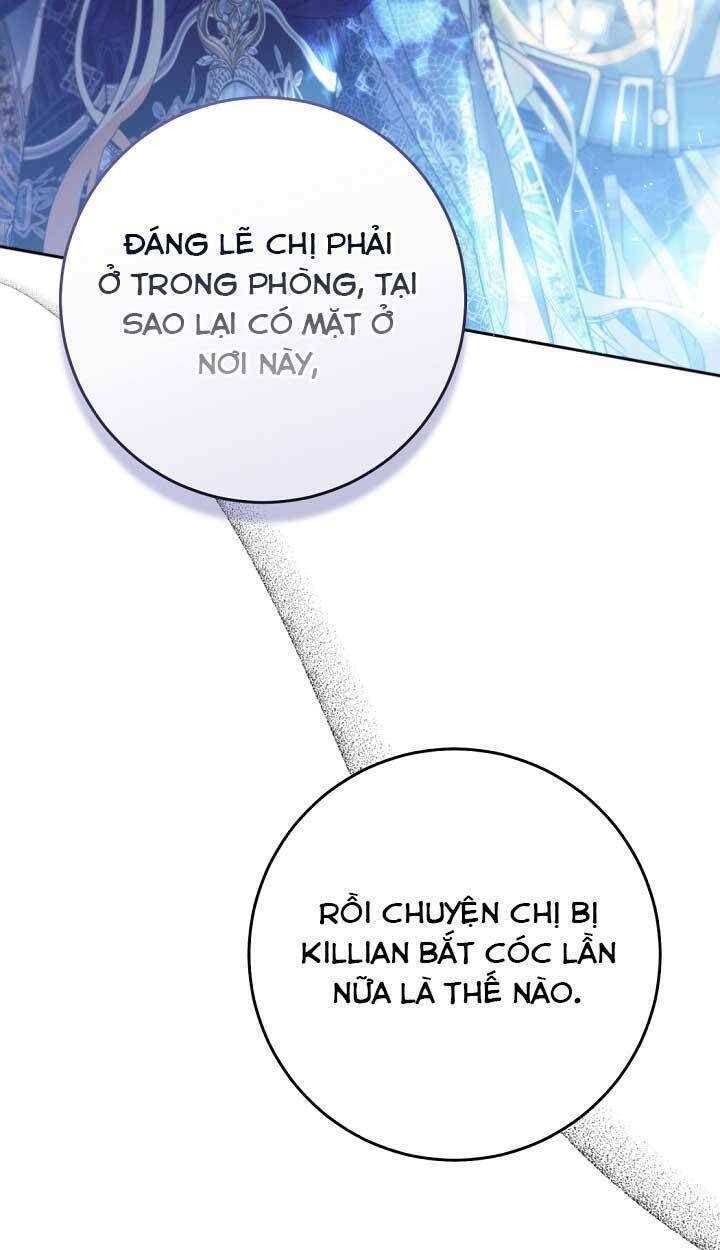 ĐÁNG LẼ CHỊ PHẢI
Ở TRONG PHÒNG, TẠI
SAO LẠI CÓ MẶT Ở
NƠI NÀY,
RỒI CHUYỆN CHỊ BỊ
KILLIAN BẮT CÓC LẦN
NỮA LÀ THẾ NÀO.